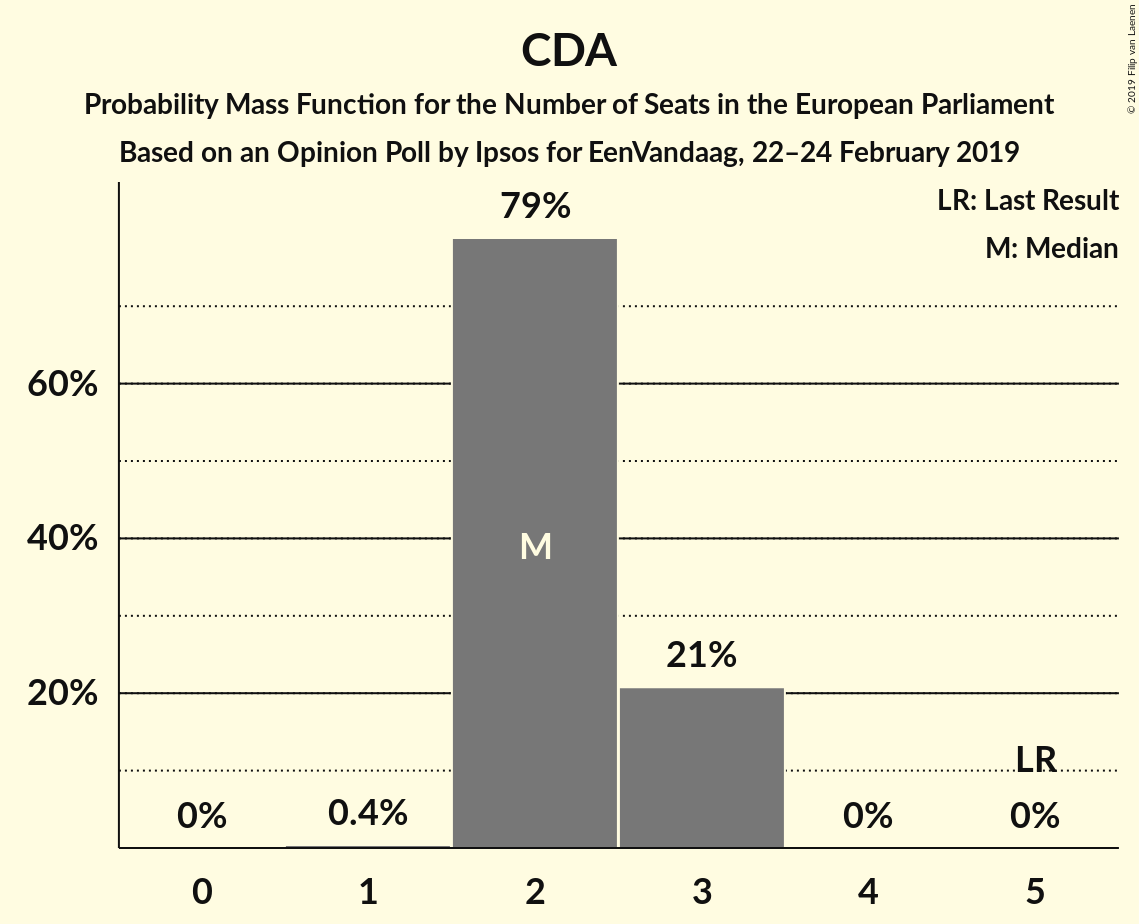 CDA
Probability Mass Function for the Number of Seats in the European Parliament
Based on an Opinion Poll by Ipsos for EenVandaag, 22–24 February 2019
© 2019 Filip van Laenen
LR: Last Result
M: Median
79%
60%
40%
M
21%
20%
LR
0%
0.4%
0%
0%
0
1
2
3
4
5